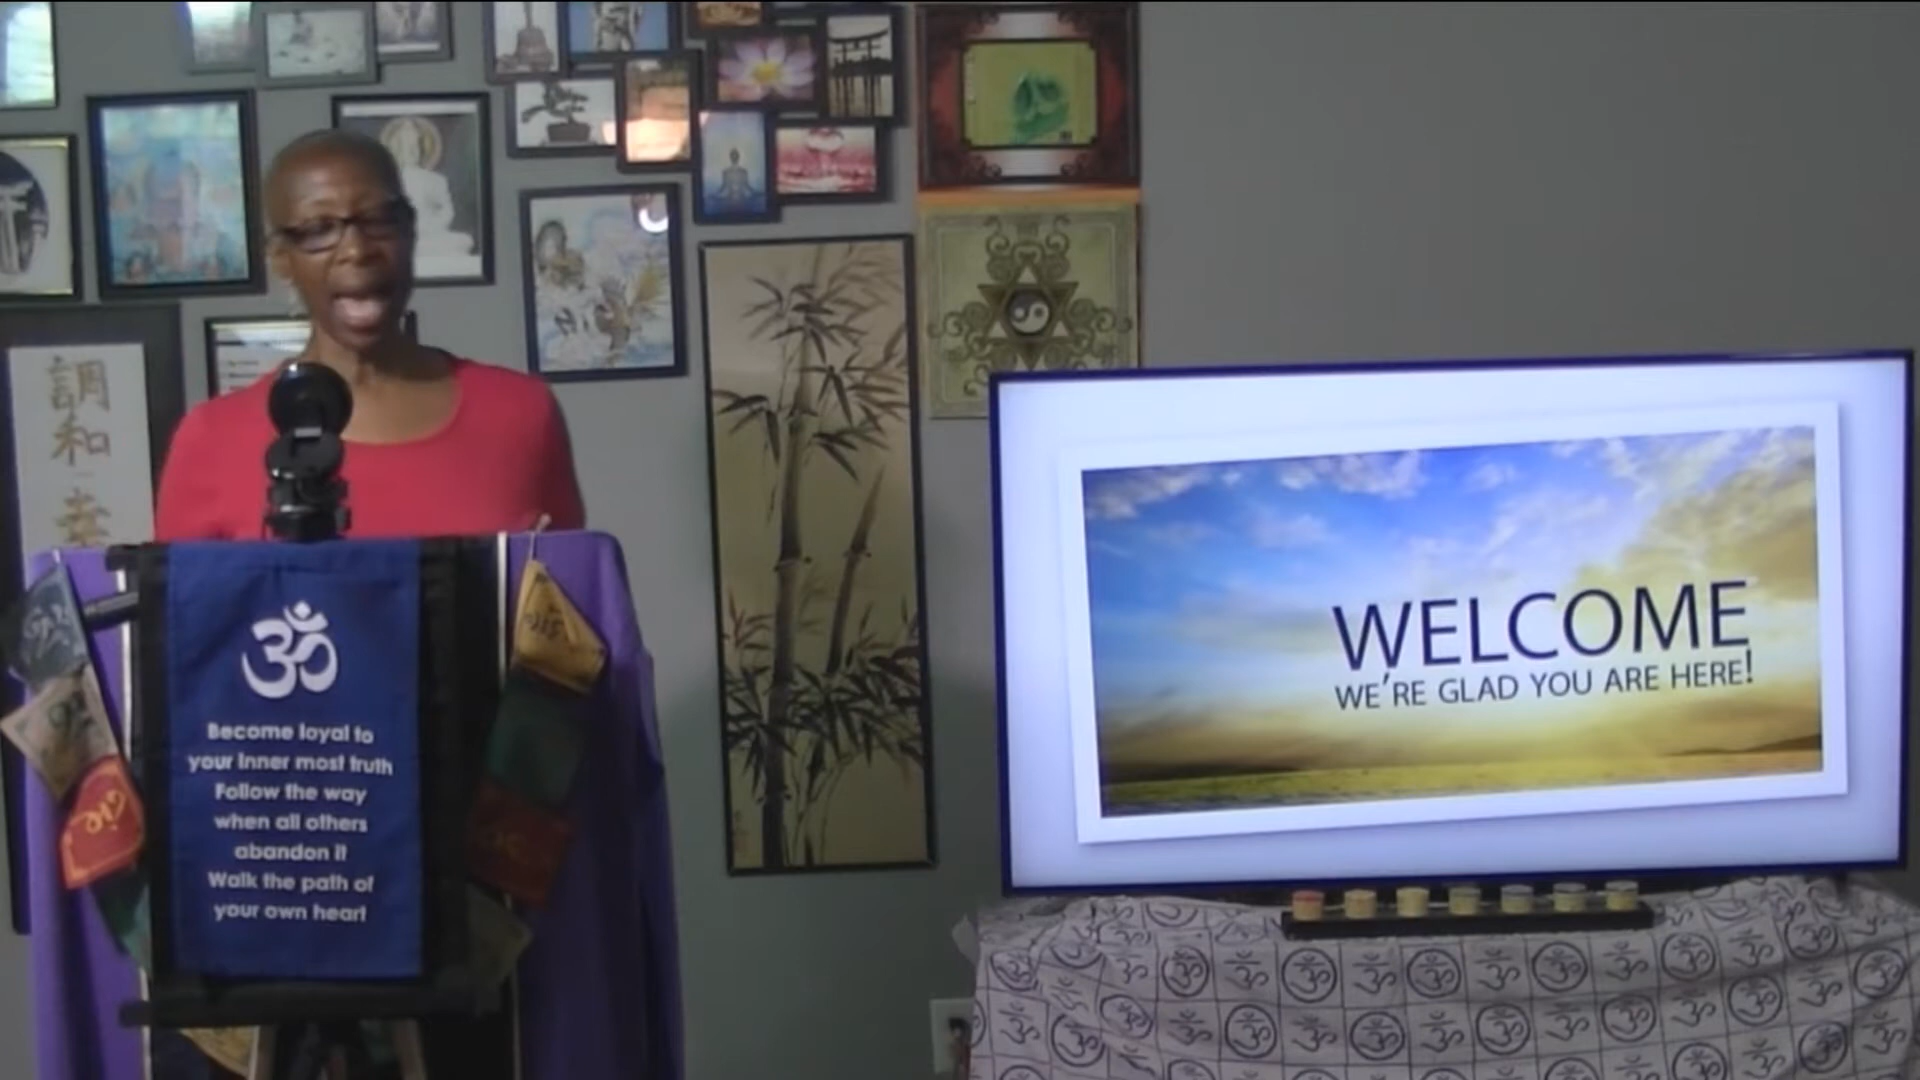 調
和
ॐ
Become loyal to
your inner most truth
Follow the way
when all others
abandon it
Walk the path of
your own heart
WELCOME
WE'RE GLAD YOU ARE HERE!